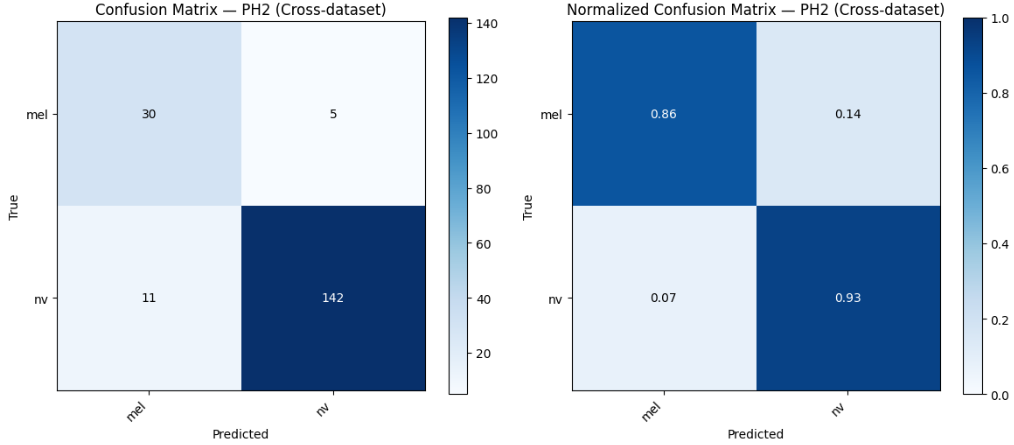 Confusion Matrix — PH2 (Cross-dataset)
mel
nv
True
30
5
11
142
mel
nv
Predicted
140
120
100
80
60
40
20
Normalized Confusion Matrix — PH2 (Cross-dataset)
mel
nv
True
0.86
0.14
0.07
0.93
mel
nv
Predicted
1.0
0.8
0.6
0.4
0.2
0.0